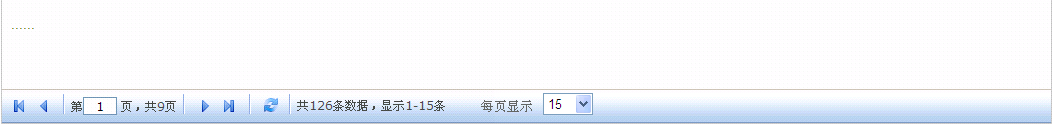 ......
第 1 页，共9页 共126条数据，显示1-15条 每页显示 15